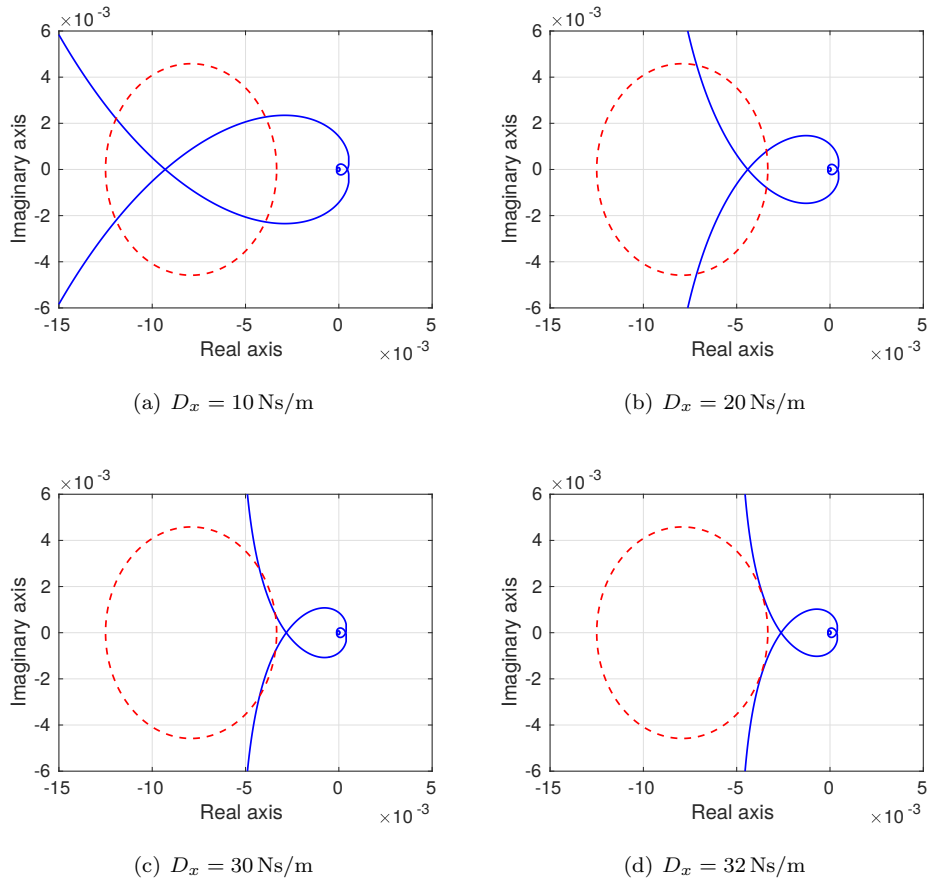 ×10⁻³
6
4
2
0
-2
-4
-6
Imaginary axis
-15 -10 -5 0 5
Real axis
×10⁻³
(a) Dₓ = 10 Ns/m
×10⁻³
6
4
2
0
-2
-4
-6
Imaginary axis
-15 -10 -5 0 5
Real axis
×10⁻³
(b) Dₓ = 20 Ns/m
×10⁻³
6
4
2
0
-2
-4
-6
Imaginary axis
-15 -10 -5 0 5
Real axis
×10⁻³
(c) Dₓ = 30 Ns/m
×10⁻³
6
4
2
0
-2
-4
-6
Imaginary axis
-15 -10 -5 0 5
Real axis
×10⁻³
(d) Dₓ = 32 Ns/m